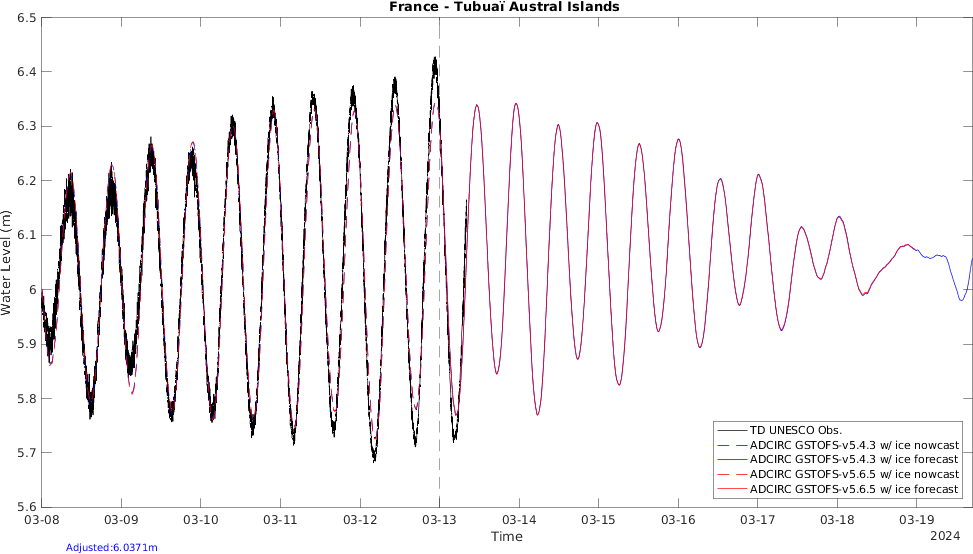 France - Tubuaï Austral Islands
6.5
6.4
6.3
6.2
6.1
6
5.9
5.8
5.7
5.6
Water Level (m)
03-08 03-09 03-10 03-11 03-12 03-13 03-14 03-15 03-16 03-17 03-18 03-19
Time
2024
TD UNESCO Obs.
ADCIRC GSTOFS-v5.4.3 w/ ice nowcast
ADCIRC GSTOFS-v5.4.3 w/ ice forecast
ADCIRC GSTOFS-v5.6.5 w/ ice nowcast
ADCIRC GSTOFS-v5.6.5 w/ ice forecast
Adjusted:6.0371m